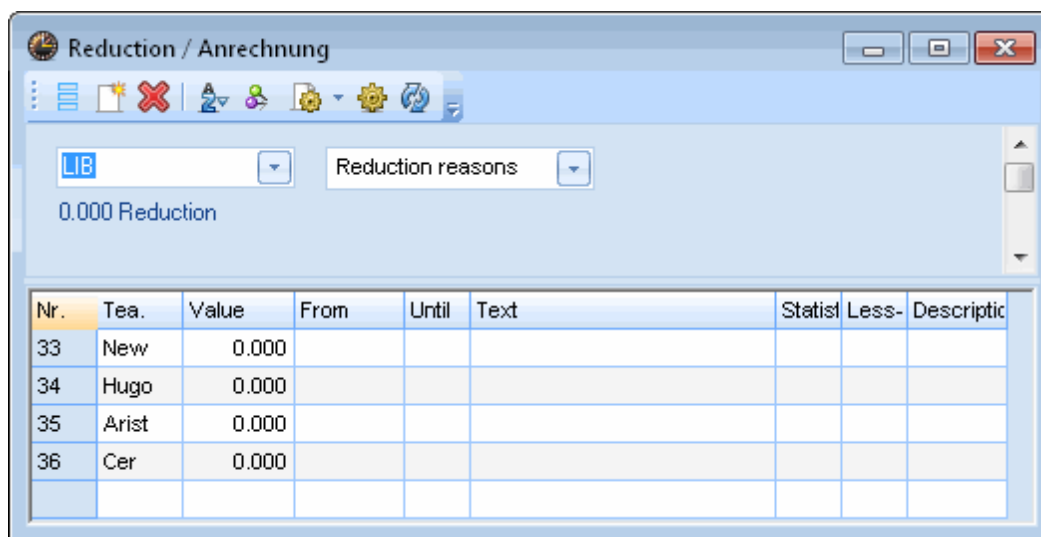 Reduction / Anrechnung
LIB Reduction reasons
0.000 Reduction
Nr. Tea. Value From Until Text Statist Less- Descriptic
33 New 0.000
34 Hugo 0.000
35 Arist 0.000
36 Cer 0.000